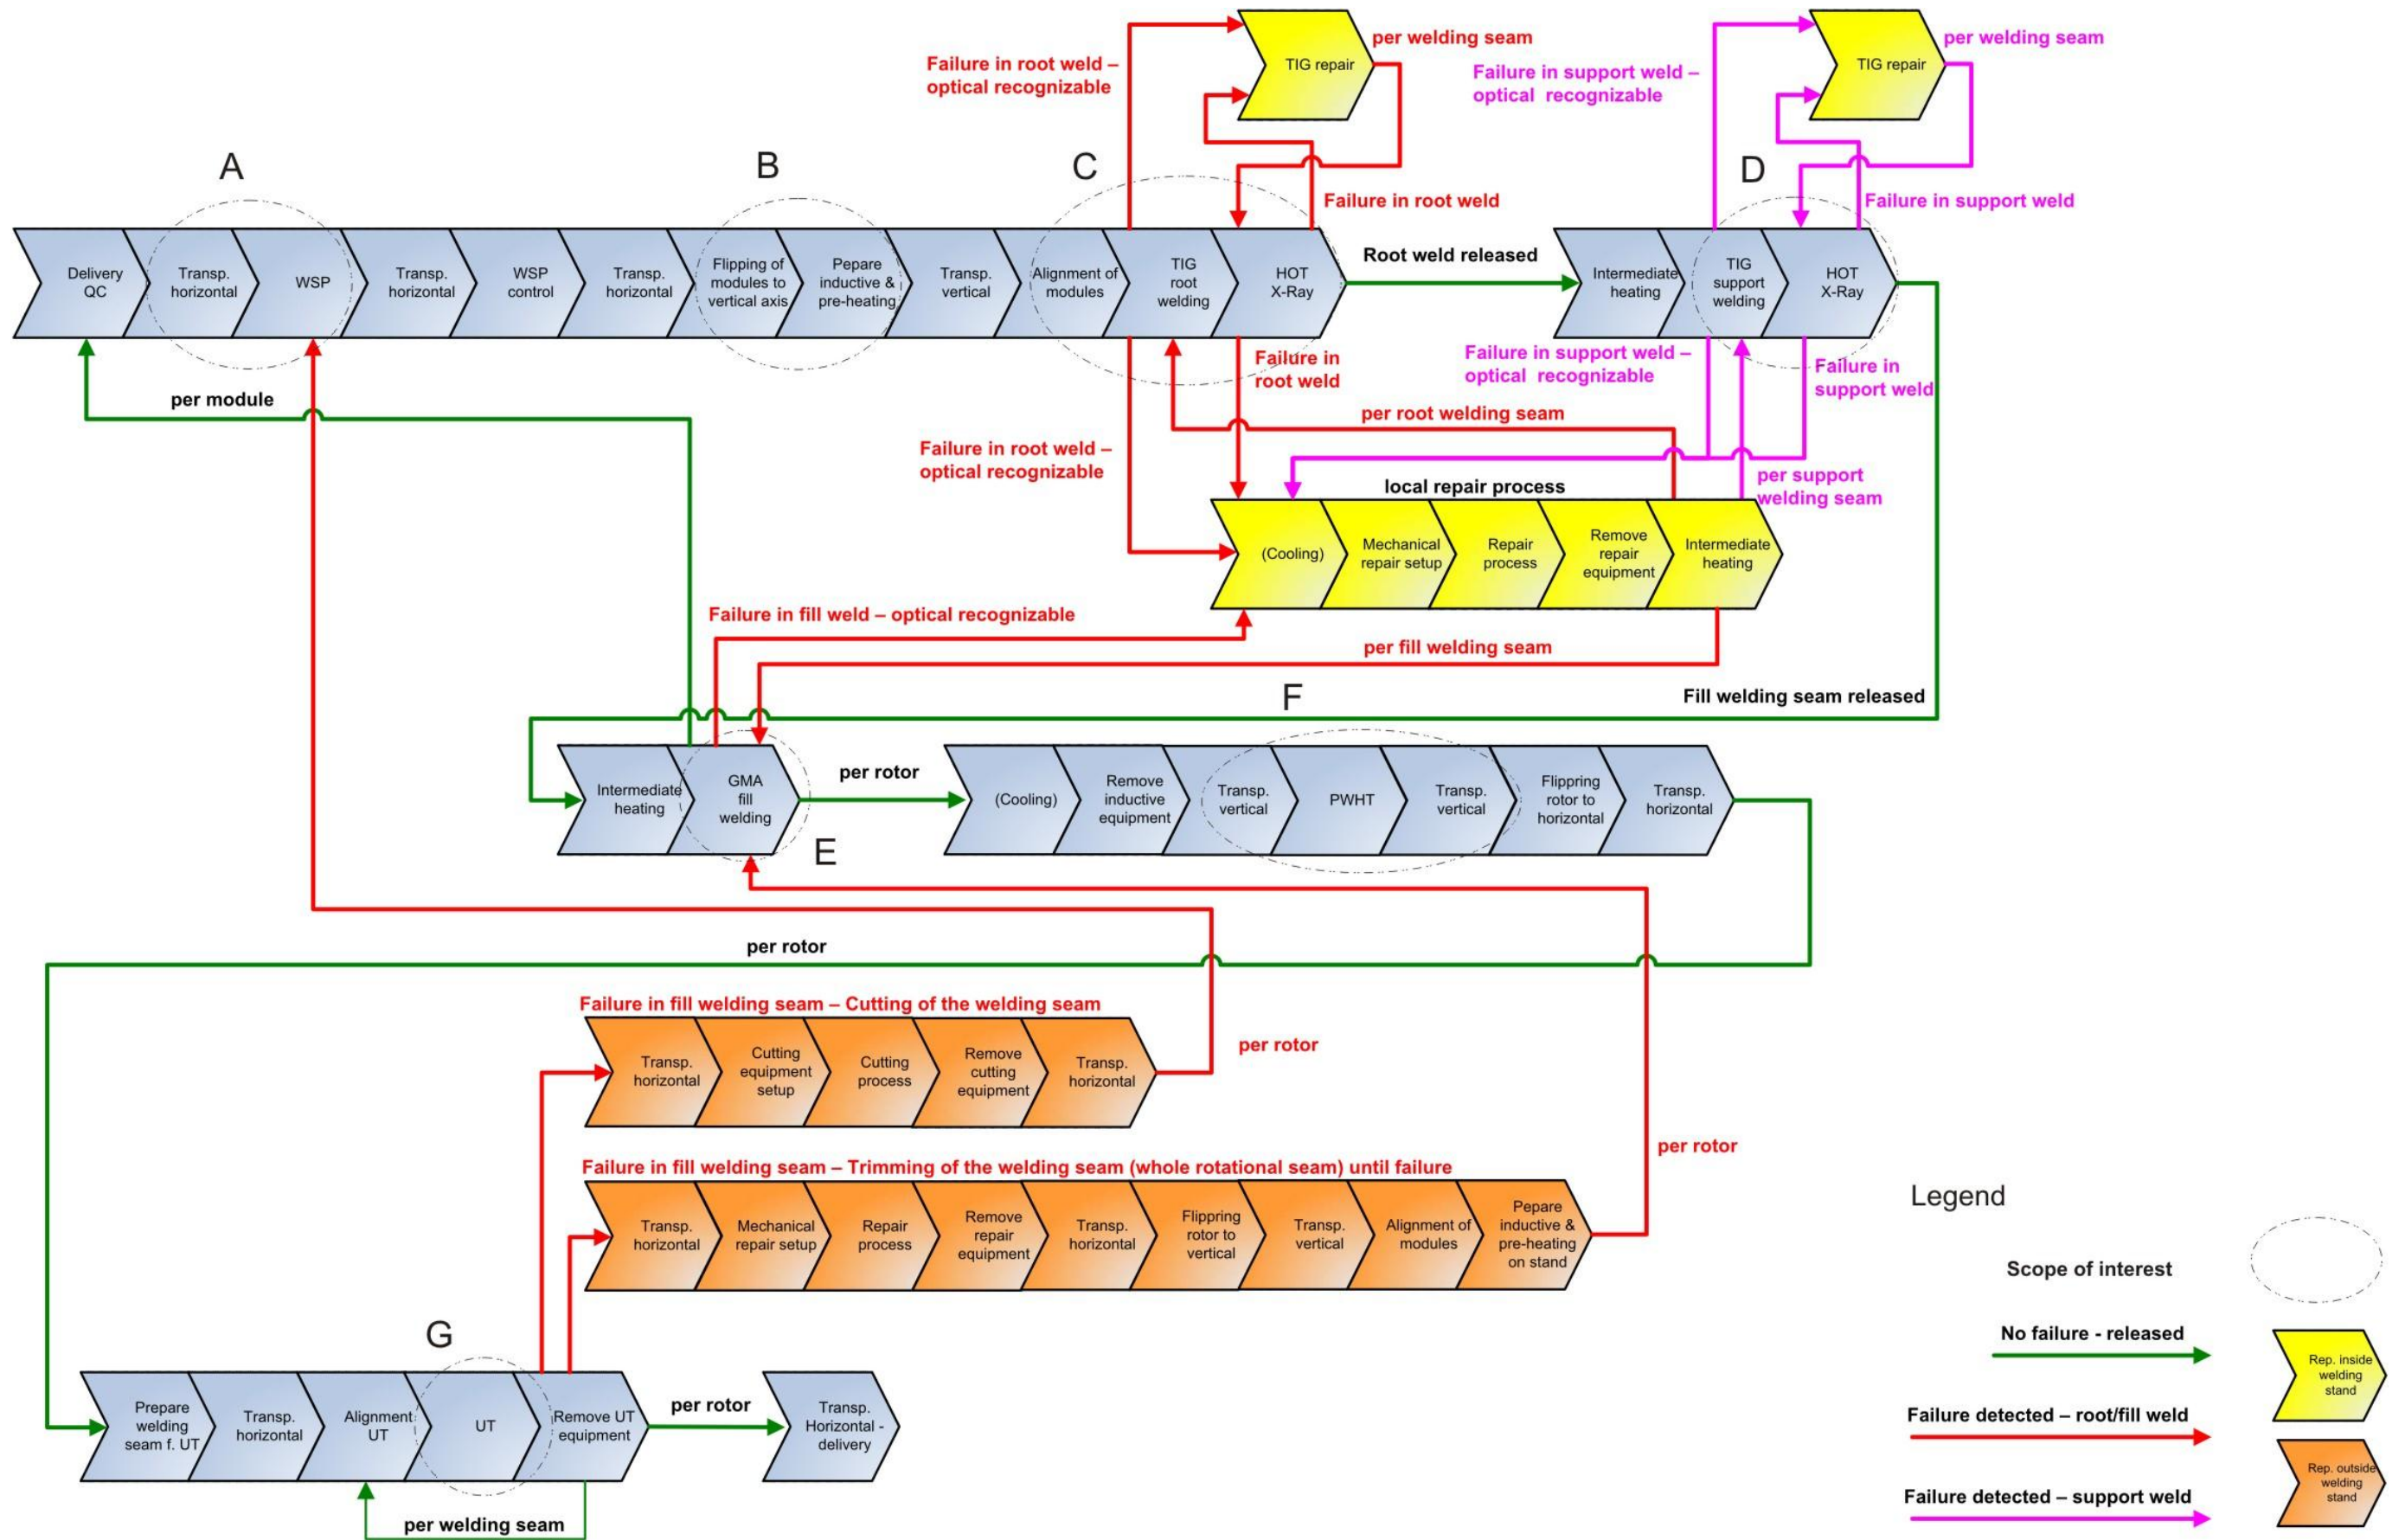 per welding seam
per welding seam
Failure in root weld –
optical recognizable
TIG repair
Failure in support weld –
optical  recognizable
TIG repair
A
B
C
D
Failure in root weld
Failure in support weld
Delivery
QC
Transp.
horizontal
WSP
Transp.
horizontal
WSP
control
Transp.
horizontal
Flipping of
modules to
vertical axis
Pepare
inductive &
pre-heating
Transp.
vertical
Alignment of
modules
TIG
root
welding
HOT
X-Ray
Root weld released
Intermediate
heating
TIG
support
welding
HOT
X-Ray
Failure in
root weld
Failure in support weld –
optical  recognizable
Failure in
support weld
per module
per root welding seam
Failure in root weld –
optical recognizable
local repair process
per support
welding seam
(Cooling)
Mechanical
repair setup
Repair
process
Remove
repair
equipment
Intermediate
heating
Failure in fill weld – optical recognizable
per fill welding seam
F
Fill welding seam released
Intermediate
heating
GMA
fill
welding
per rotor
(Cooling)
Remove
inductive
equipment
Transp.
vertical
PWHT
Transp.
vertical
Flippring
rotor to
horizontal
Transp.
horizontal
E
per rotor
Failure in fill welding seam – Cutting of the welding seam
Transp.
horizontal
Cutting
equipment
setup
Cutting
process
Remove
cutting
equipment
Transp.
horizontal
per rotor
per rotor
Failure in fill welding seam – Trimming of the welding seam (whole rotational seam) until failure
Transp.
horizontal
Mechanical
repair setup
Repair
process
Remove
repair
equipment
Transp.
horizontal
Flippring
rotor to
vertical
Transp.
vertical
Alignment of
modules
Pepare
inductive &
pre-heating
on stand
G
Prepare
welding
seam f. UT
Transp.
horizontal
Alignment
UT
UT
Remove UT
equipment
per rotor
Transp.
Horizontal -
delivery
per welding seam
Legend
Scope of interest
No failure - released
Rep. inside
welding
stand
Failure detected – root/fill weld
Rep. outside
welding
stand
Failure detected – support weld